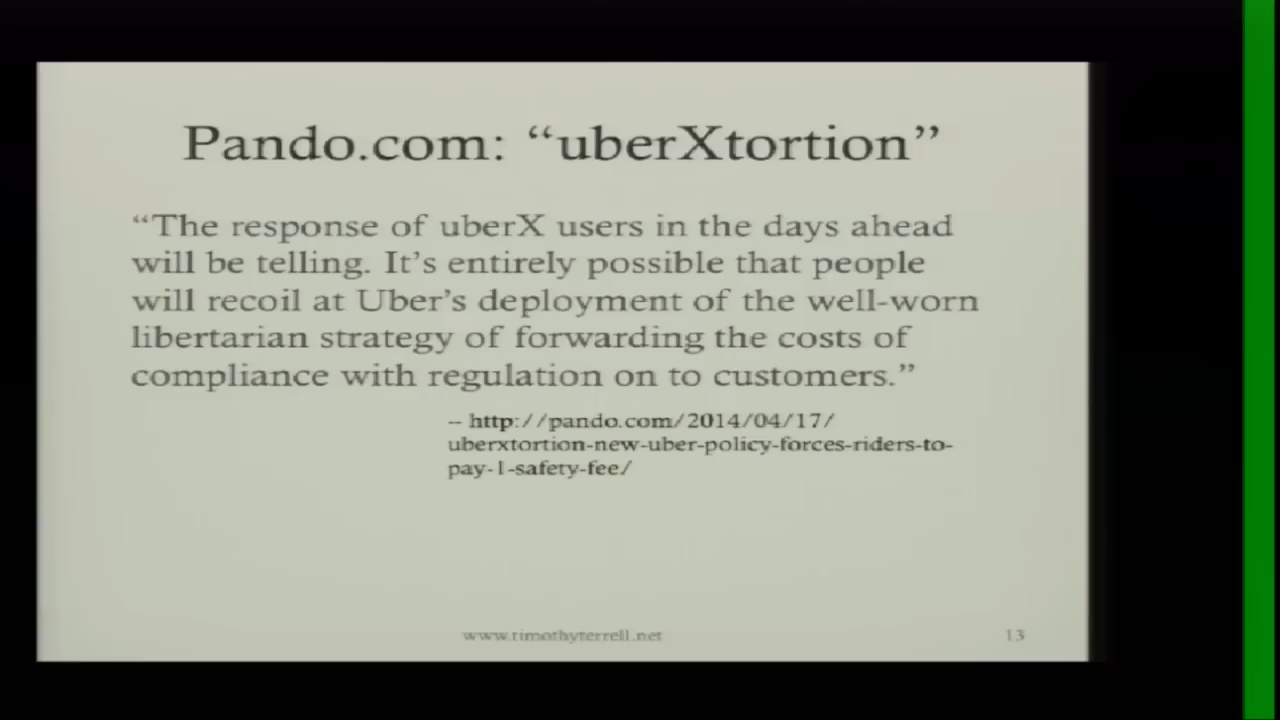 Pando.com: “uberXtortion”
“The response of uberX users in the days ahead
will be telling. It’s entirely possible that people
will recoil at Uber’s deployment of the well-worn
libertarian strategy of forwarding the costs of
compliance with regulation on to customers.”
-- http://pando.com/2014/04/17/
uberxtortion-new-uber-policy-forces-riders-to-
pay-1-safety-fee/
www.timothyterrell.net
13